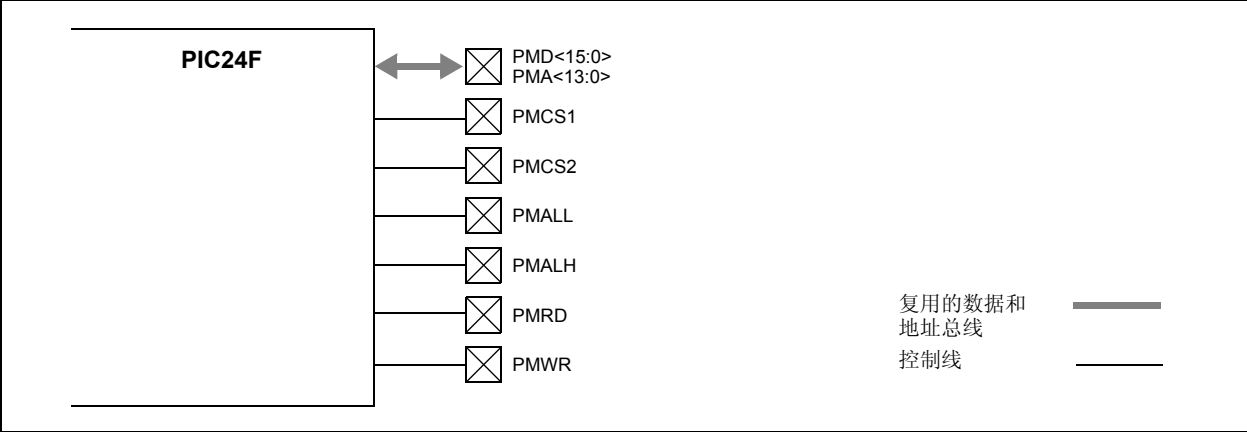 PIC24F
PMD<15:0>
PMA<13:0>
PMCS1
PMCS2
PMALL
PMALH
PMRD
PMWR
复用的数据和
地址总线
控制线